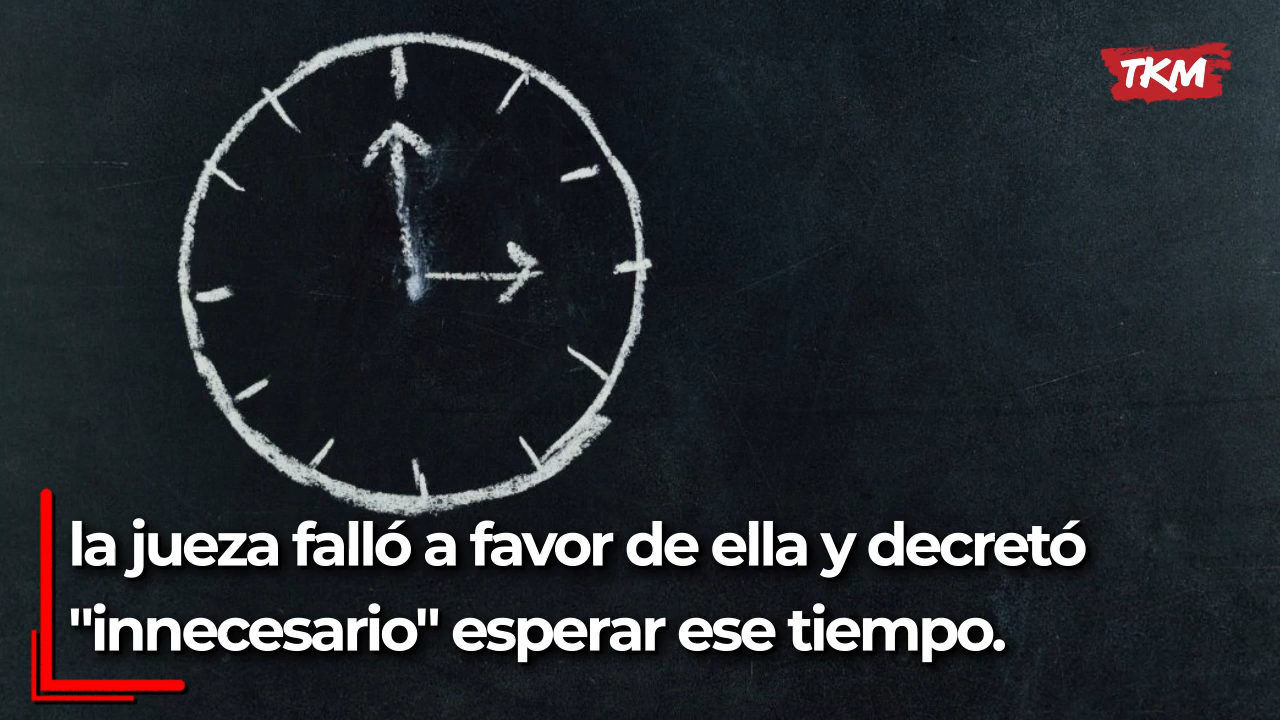 TKM
la jueza falló a favor de ella y decretó
"innecesario" esperar ese tiempo.